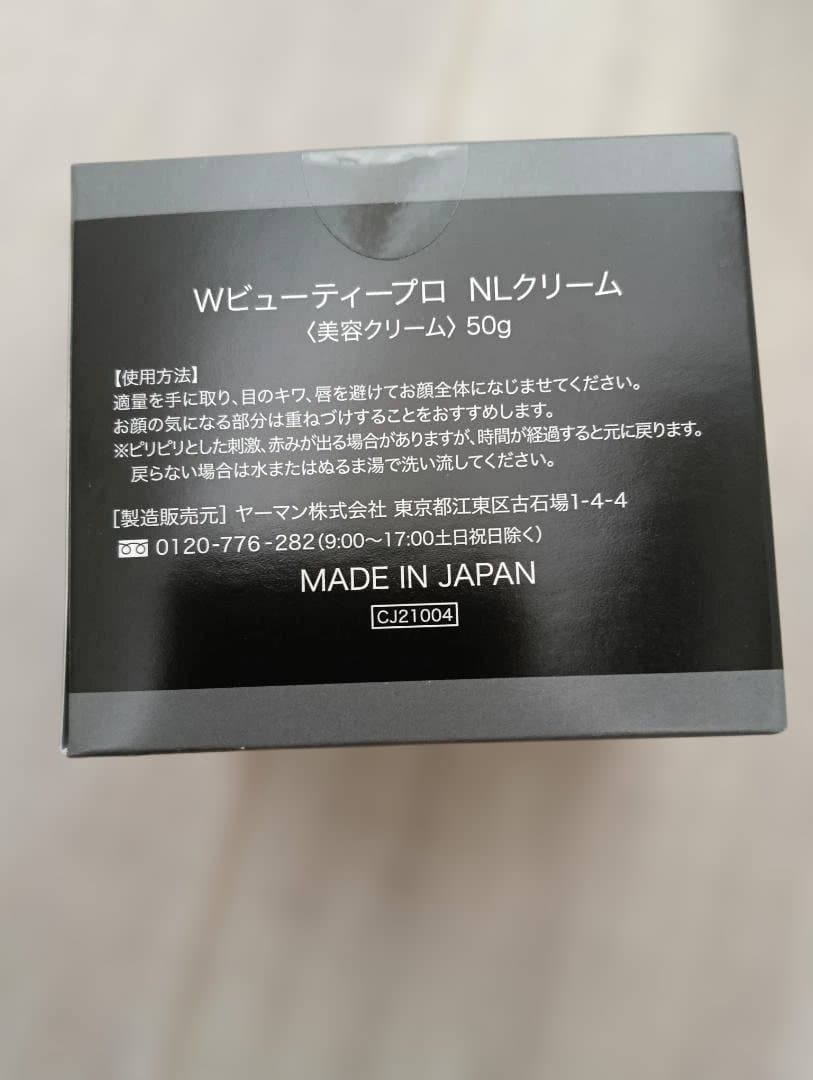 Wビューティープロ NLクリーム
〈美容クリーム〉50g
【使用方法】
適量を手に取り、目のキワ、唇を避けてお顔全体になじませてください。
お顔の気になる部分は重ねづけすることをおすすめします。
※ピリピリとした刺激、赤みが出る場合がありますが、時間が経過すると元に戻ります。
戻らない場合は水またはぬるま湯で洗い流してください。
[製造販売元] ヤーマン株式会社 東京都江東区古石場1-4-4
0120-776-282(9:00〜17:00土日祝日除く)
MADE IN JAPAN
CJ21004